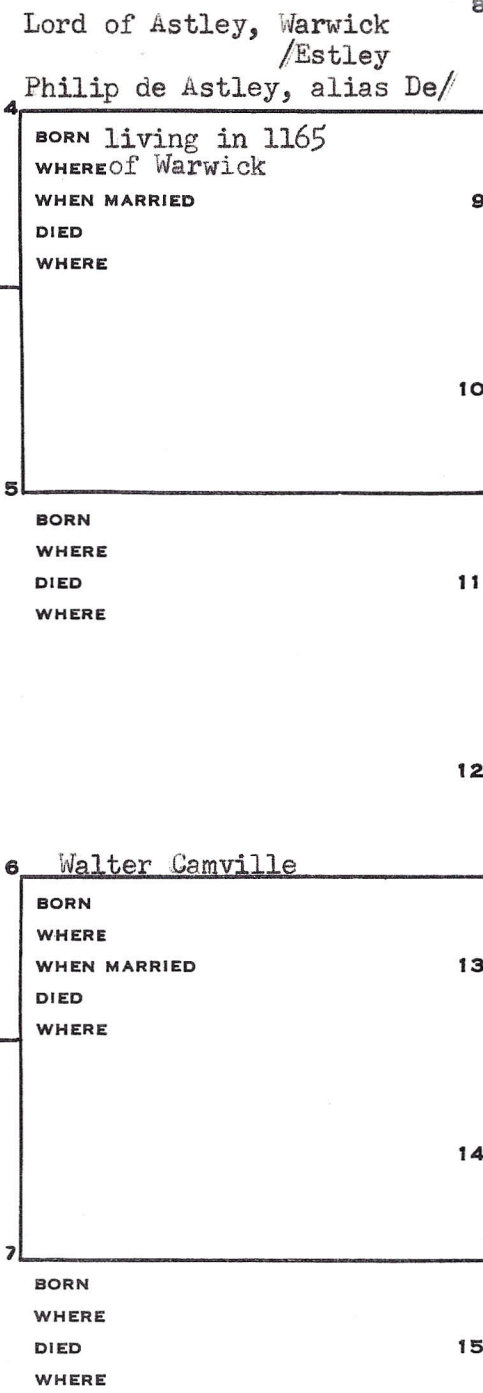 Lord of Astley, Warwick
/Estley
Philip de Astley, alias De/
4
BORN living in 1165
WHERE of Warwick
WHEN MARRIED 9
DIED
WHERE
10
5
BORN
WHERE
DIED 11
WHERE
12
6 Walter Camville
BORN
WHERE
WHEN MARRIED 13
DIED
WHERE
14
7
BORN
WHERE
DIED 15
WHERE